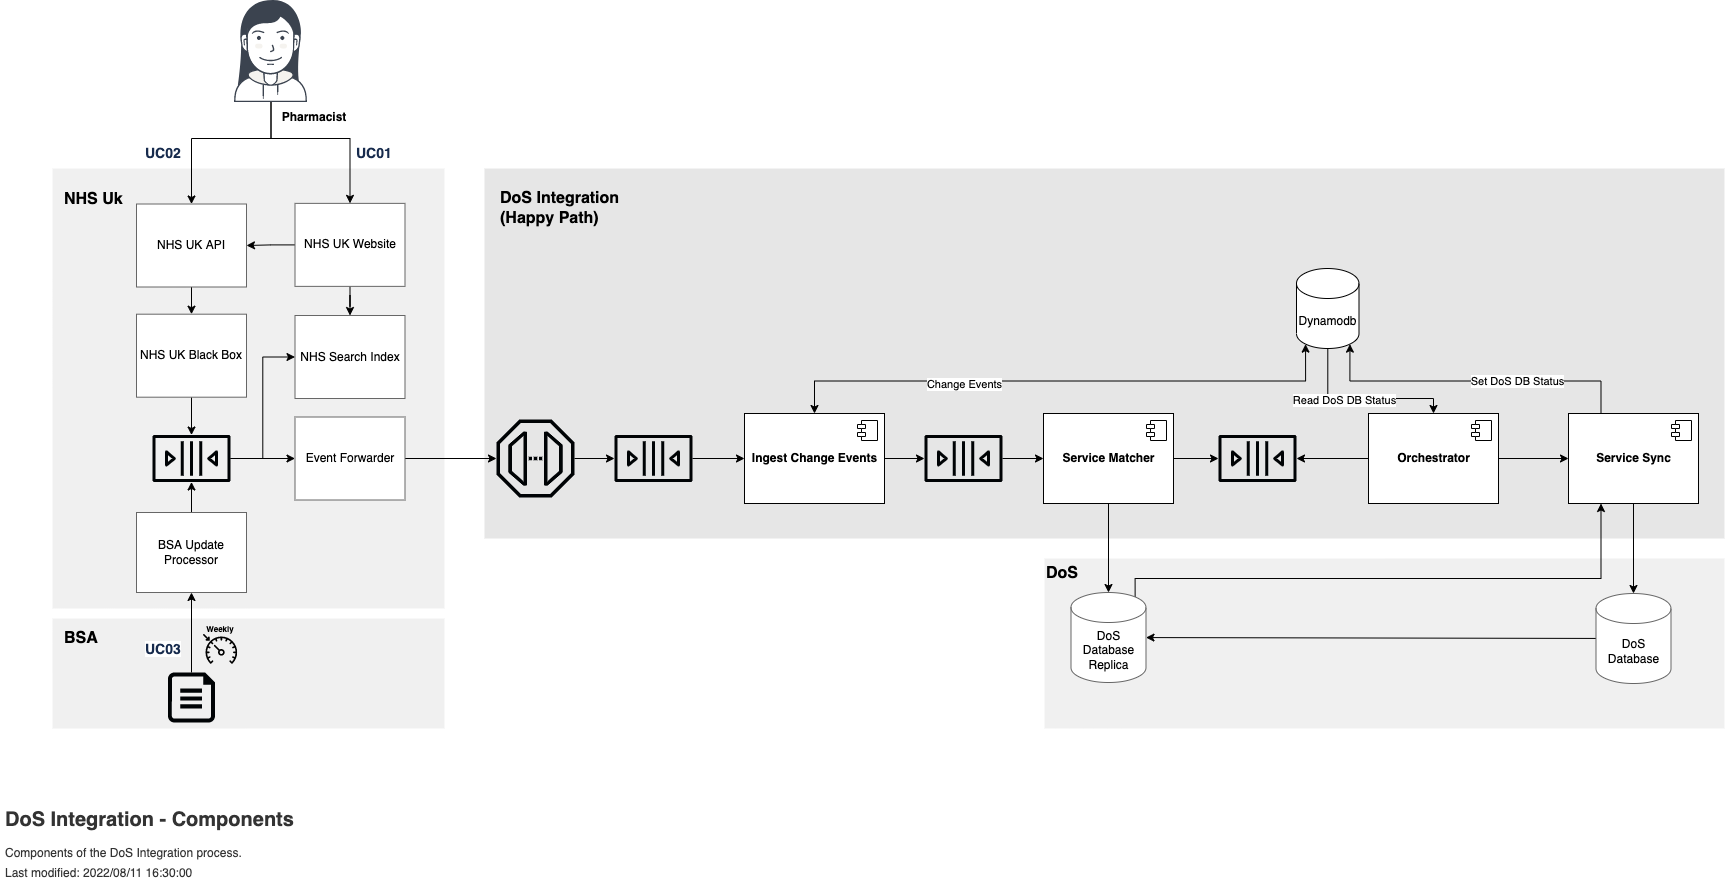 Pharmacist
UC02
UC01
NHS Uk
NHS UK API
NHS UK Website
NHS UK Black Box
NHS Search Index
Event Forwarder
BSA Update
Processor
BSA
UC03
Weekly
DoS Integration
(Happy Path)
Dynamodb
Change Events
Set DoS DB Status
Read DoS DB Status
Ingest Change Events
Service Matcher
Orchestrator
Service Sync
DoS
DoS
Database
Replica
DoS
Database
DoS Integration - Components
Components of the DoS Integration process.
Last modified: 2022/08/11 16:30:00